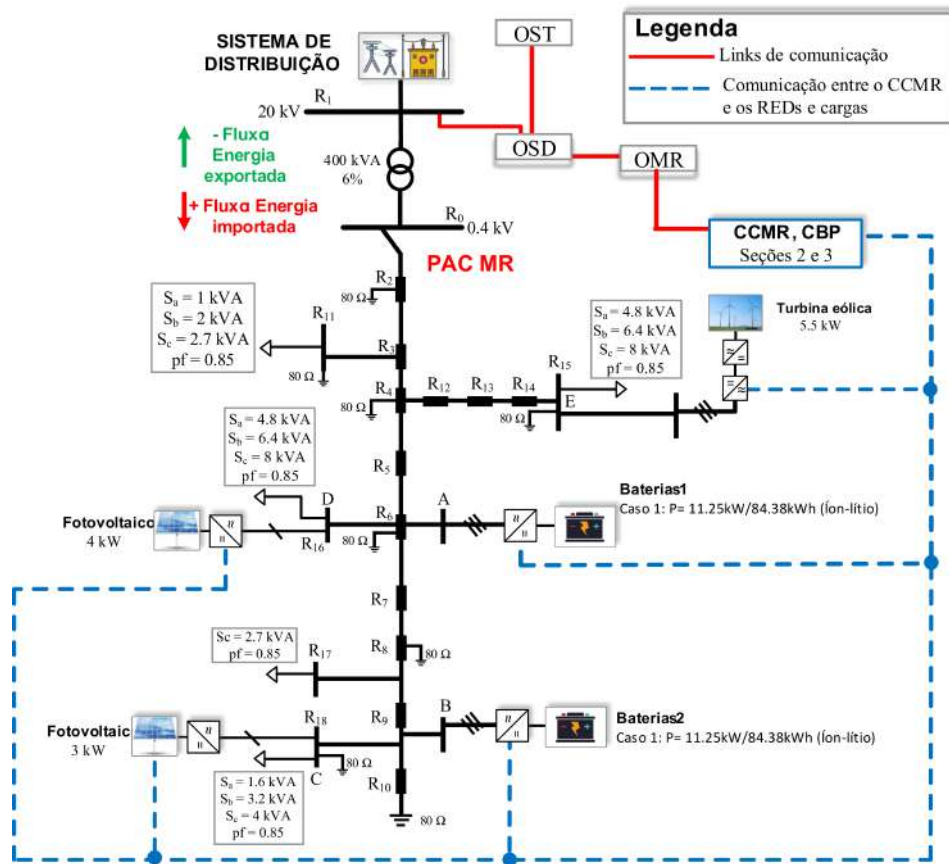 SISTEMA DE
DISTRIBUIÇÃO
OST
Legenda
Links de comunicação
Comunicação entre o CCMR
e os REDs e cargas
R1
20 kV
- Fluxa
Energia
exportada
400 kVA
6%
OSD
OMR
+ Fluxa Energia
importada
R0
0.4 kV
CCMR, CBP
Seções 2 e 3
PAC MR
R2
80 Ω
Sa = 1 kVA
Sb = 2 kVA
Sc = 2.7 kVA
pf = 0.85
R11
80 Ω
R3
Sa = 4.8 kVA
Sb = 6.4 kVA
Sc = 8 kVA
pf = 0.85
Turbina eólica
5.5 kW
R15
R4
80 Ω
R12
R13
R14
E
80 Ω
Sa = 4.8 kVA
Sb = 6.4 kVA
Sc = 8 kVA
pf = 0.85
R5
Fotovoltaico
4 kW
D
R16
R6
80 Ω
A
Baterias1
Caso 1: P= 11.25kW/84.38kWh (Íon-lítio)
R7
Sc = 2.7 kVA
pf = 0.85
R17
R8
80 Ω
Fotovoltaic
3 kW
R18
C
80 Ω
R9
B
Baterias2
Caso 1: P= 11.25kW/84.38kWh (Íon-lítio)
Sa = 1.6 kVA
Sb = 3.2 kVA
Sc = 4 kVA
pf = 0.85
R10
80 Ω